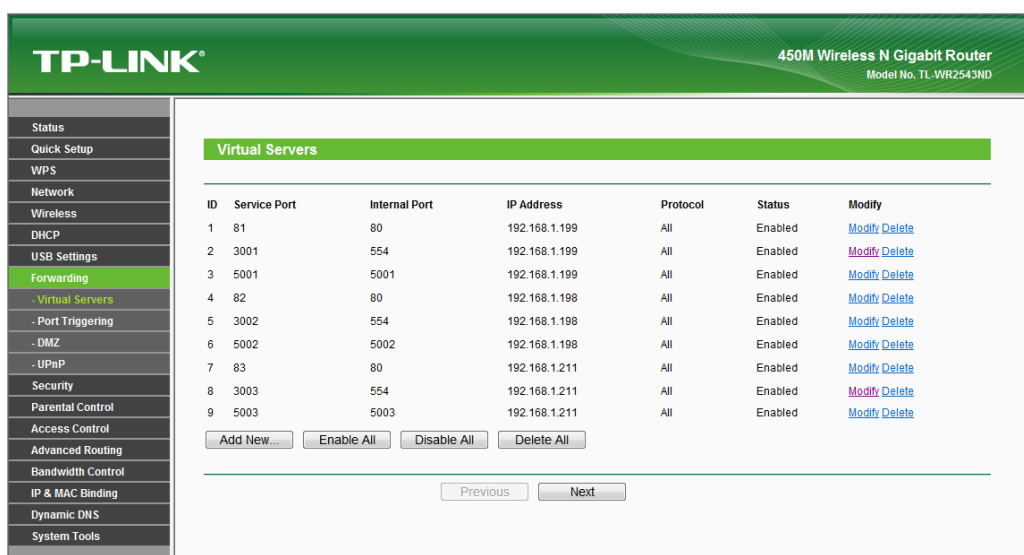 TP-LINK®
450M Wireless N Gigabit Router
Model No. TL-WR2543ND
Status
Quick Setup
WPS
Network
Wireless
DHCP
USB Settings
Forwarding
- Virtual Servers
- Port Triggering
- DMZ
- UPnP
Security
Parental Control
Access Control
Advanced Routing
Bandwidth Control
IP & MAC Binding
Dynamic DNS
System Tools
Virtual Servers
ID Service Port Internal Port IP Address Protocol Status Modify
1 81 80 192.168.1.199 All Enabled Modify Delete
2 3001 554 192.168.1.199 All Enabled Modify Delete
3 5001 5001 192.168.1.199 All Enabled Modify Delete
4 82 80 192.168.1.198 All Enabled Modify Delete
5 3002 554 192.168.1.198 All Enabled Modify Delete
6 5002 5002 192.168.1.198 All Enabled Modify Delete
7 83 80 192.168.1.211 All Enabled Modify Delete
8 3003 554 192.168.1.211 All Enabled Modify Delete
9 5003 5003 192.168.1.211 All Enabled Modify Delete
Add New... Enable All Disable All Delete All
Previous Next